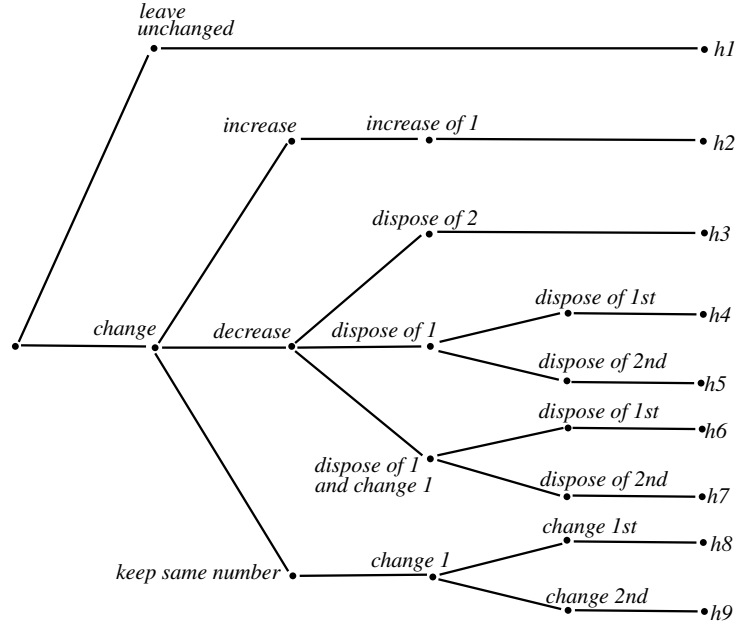 leave
unchanged
h1
increase
increase of 1
h2
dispose of 2
h3
change
decrease
dispose of 1
dispose of 1st
h4
dispose of 2nd
h5
dispose of 1
and change 1
dispose of 1st
h6
dispose of 2nd
h7
keep same number
change 1
change 1st
h8
change 2nd
h9